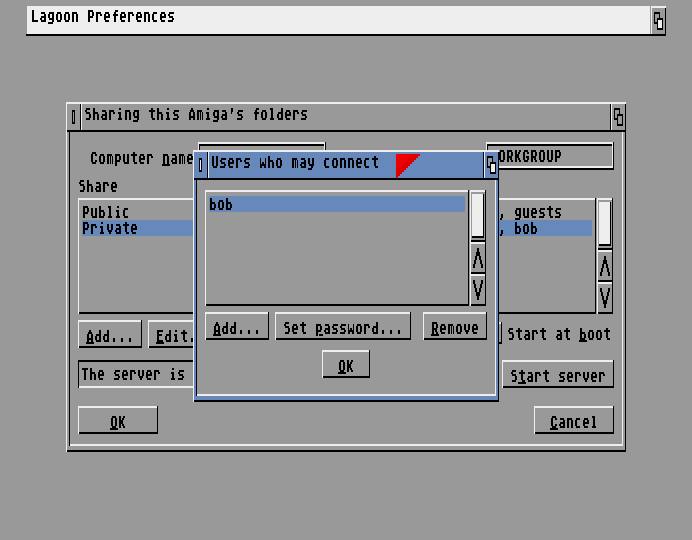 Lagoon Preferences
Sharing this Amiga's folders
Computer Name
ORKGROUP
Users who may connect
Share
Public
, guests
Private
, bob
bob
Add...
Edit.
Add...
Set password...
Remove
Start at boot
OK
The server is
Start server
OK
Cancel